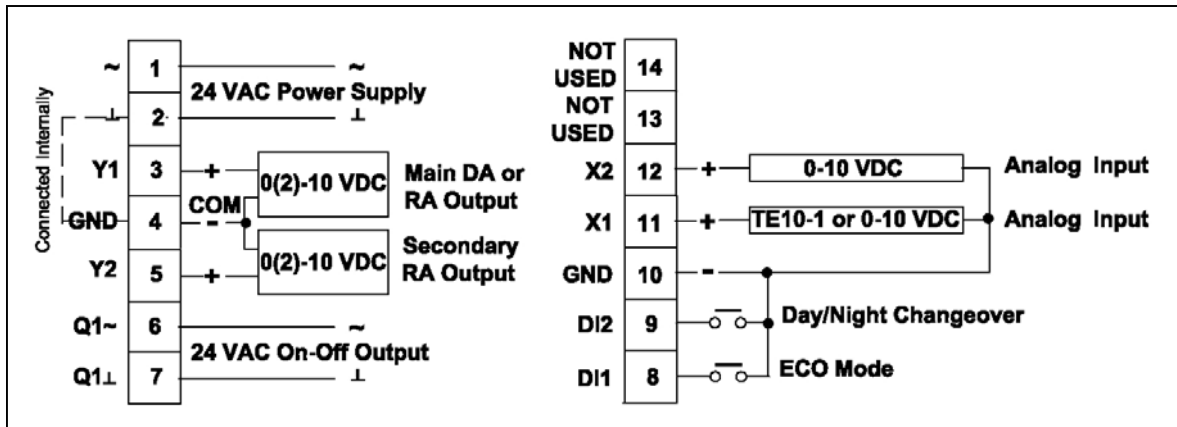 Connected Internally
~ 1 ~
24 VAC Power Supply
⊥ 2 ⊥
Y1 3 + 0(2)-10 VDC Main DA or
RA Output
COM
GND 4 -
Y2 5 + 0(2)-10 VDC Secondary
RA Output
Q1~ 6 ~
24 VAC On-Off Output
Q1⊥ 7 ⊥
NOT
USED 14
NOT
USED 13
X2 12 + 0-10 VDC Analog Input
X1 11 + TE10-1 or 0-10 VDC Analog Input
GND 10 -
DI2 9 Day/Night Changeover
DI1 8 ECO Mode